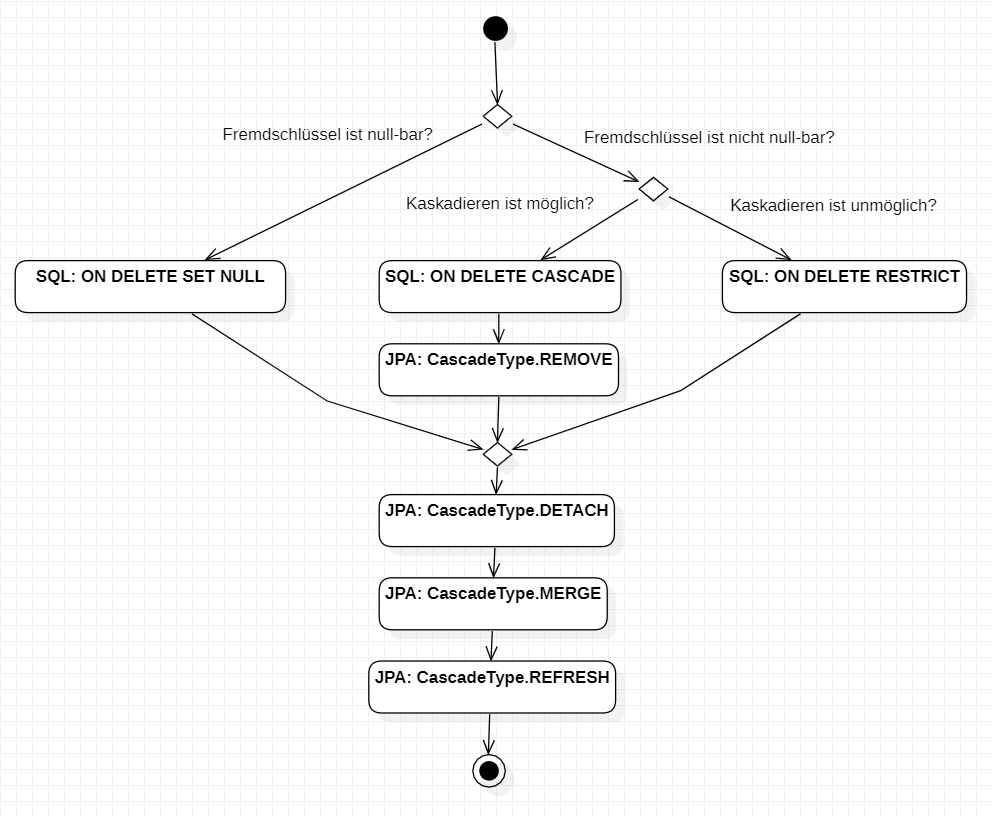 Fremdschlüssel ist null-bar?
Fremdschlüssel ist nicht null-bar?
Kaskadieren ist möglich?
Kaskadieren ist unmöglich?
SQL: ON DELETE SET NULL
SQL: ON DELETE CASCADE
SQL: ON DELETE RESTRICT
JPA: CascadeType.REMOVE
JPA: CascadeType.DETACH
JPA: CascadeType.MERGE
JPA: CascadeType.REFRESH